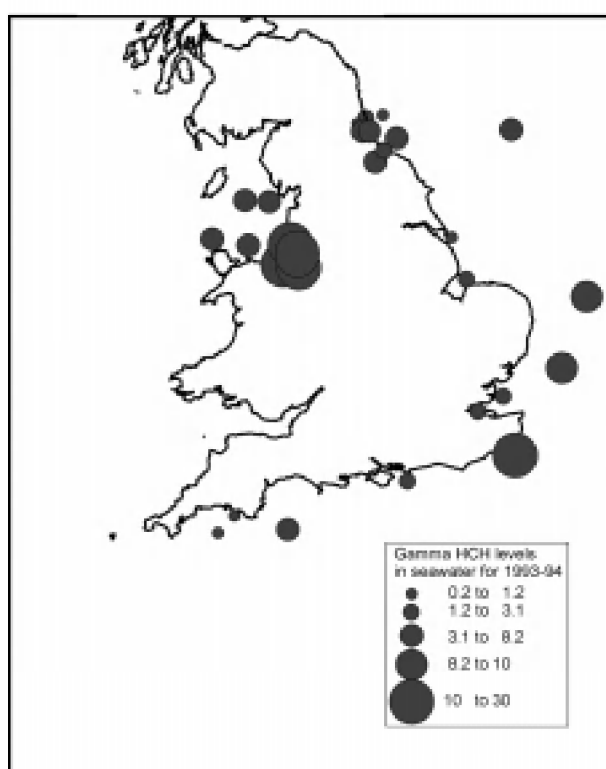 Gamma HCH levels
in seawater for 1993-94
0.2 to 1.2
1.2 to 3.1
3.1 to 8.2
8.2 to 10
10 to 30